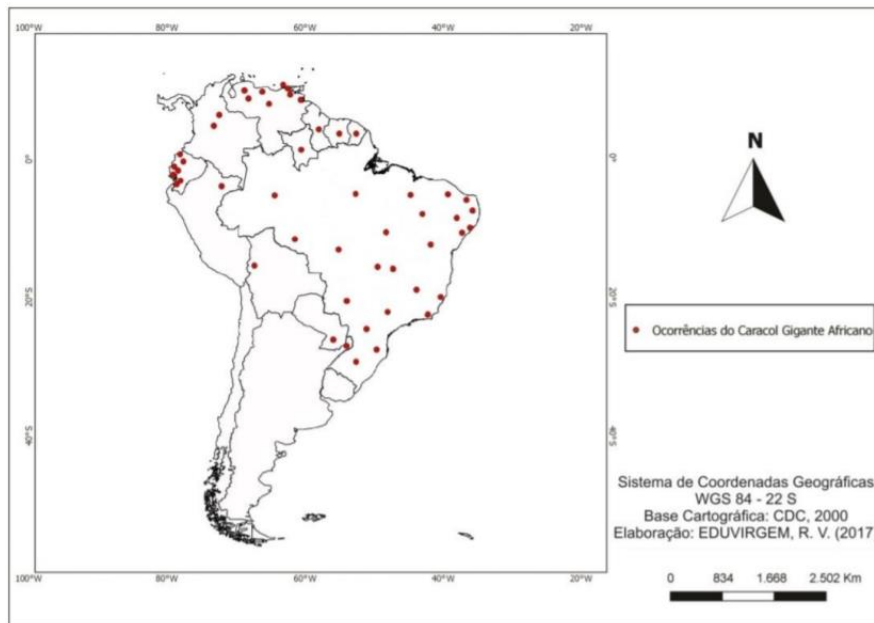 100°W 80°W 60°W 40°W 20°W
0° 0°
20°S 20°S
40°S 40°S
100°W 80°W 60°W 40°W 20°W
N
Ocorrências do Caracol Gigante Africano
Sistema de Coordenadas Geográficas
WGS 84 - 22 S
Base Cartográfica: CDC, 2000
Elaboração: EDUVIRGEM, R. V. (2017
0 834 1.668 2.502 Km